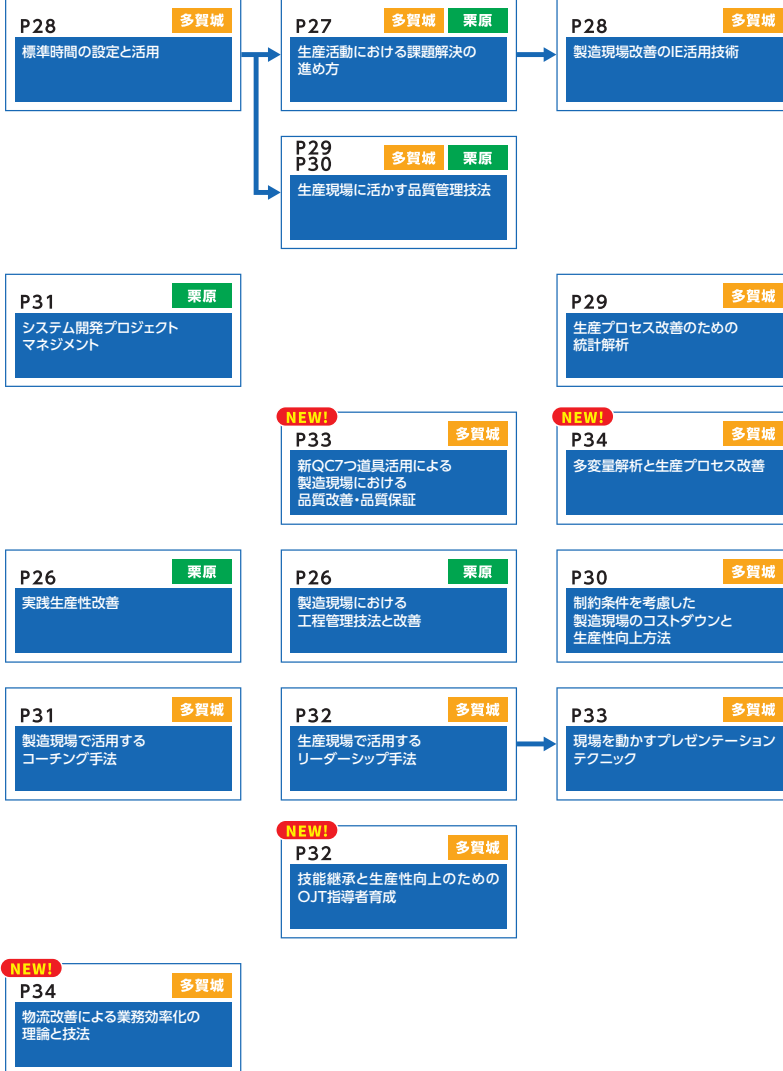 P28 多賀城
標準時間の設定と活用
P27 多賀城 栗原
生産活動における課題解決の
進め方
P28 多賀城
製造現場改善のIE活用技術
P29
P30 多賀城 栗原
生産現場に活かす品質管理技法
P31 栗原
システム開発プロジェクト
マネジメント
P29 多賀城
生産プロセス改善のための
統計解析
NEW!
P33 多賀城
新QC7つ道具活用による
製造現場における
品質改善・品質保証
NEW!
P34 多賀城
多変量解析と生産プロセス改善
P26 栗原
実践生産性改善
P26 栗原
製造現場における
工程管理技法と改善
P30 多賀城
制約条件を考慮した
製造現場のコストダウンと
生産性向上方法
P31 多賀城
製造現場で活用する
コーチング手法
P32 多賀城
生産現場で活用する
リーダーシップ手法
P33 多賀城
現場を動かすプレゼンテーション
テクニック
NEW!
P32 多賀城
技能継承と生産性向上のための
OJT指導者育成
NEW!
P34 多賀城
物流改善による業務効率化の
理論と技法